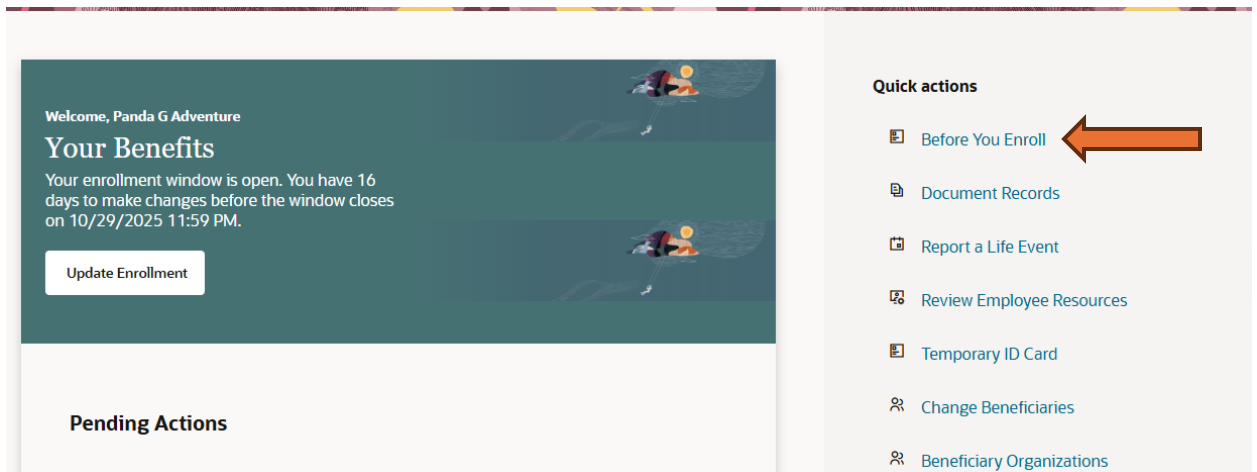 Welcome, Panda G Adventure
Your Benefits
Your enrollment window is open. You have 16
days to make changes before the window closes
on 10/29/2025 11:59 PM.
Update Enrollment
Pending Actions
Quick actions
Before You Enroll
Document Records
Report a Life Event
Review Employee Resources
Temporary ID Card
Change Beneficiaries
Beneficiary Organizations